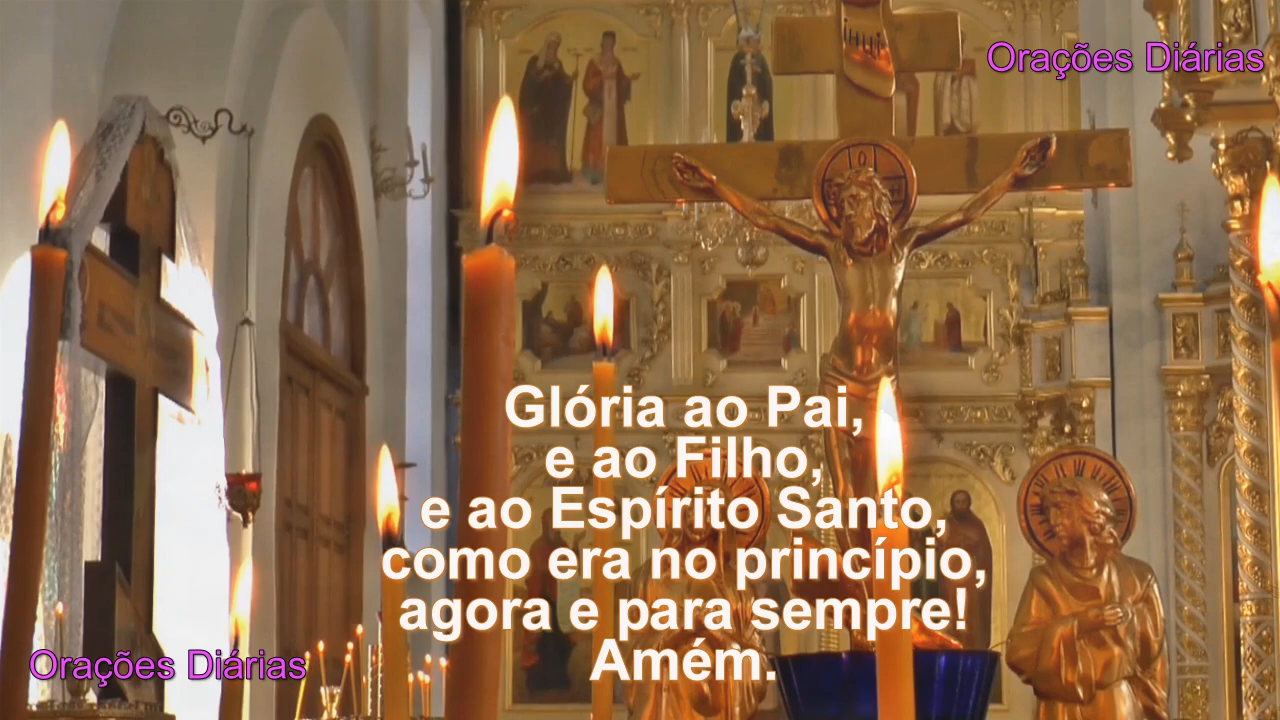 Orações Diárias
Glória ao Pai,
e ao Filho,
e ao Espírito Santo,
como era no princípio,
agora e para sempre!
Amém.
Orações Diárias